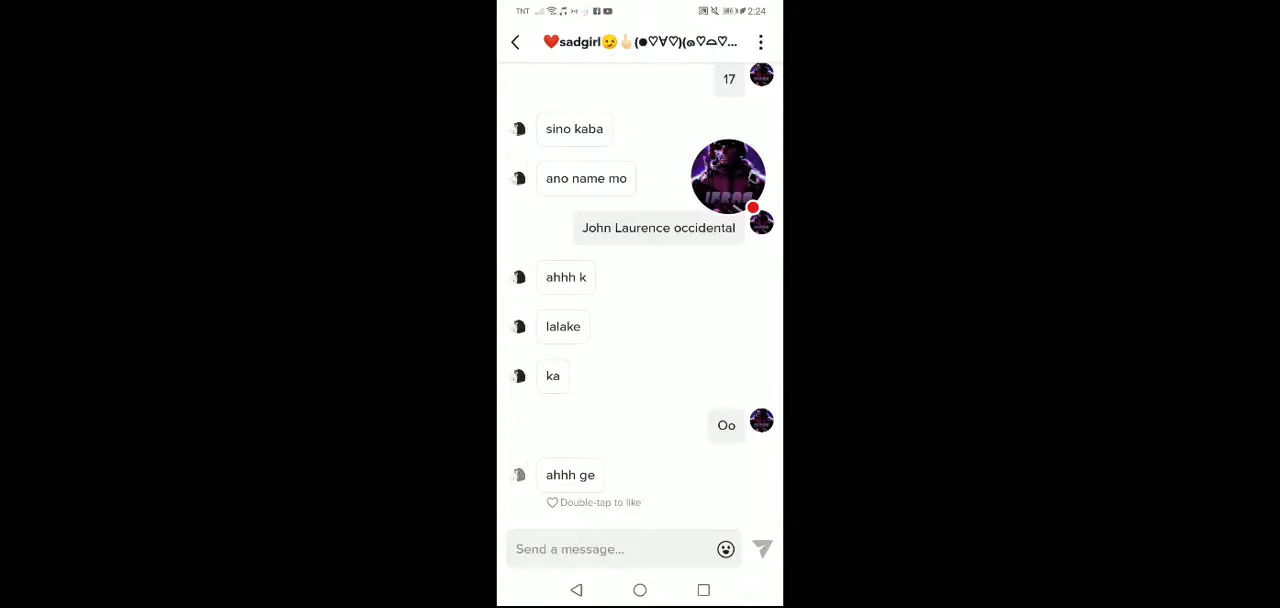 TNT 2:24
❤️sadgirl😏🖕🏻(●♡∀♡)(ɷ♡⌓♡...
17
sino kaba
ano name mo
John Laurence occidental
ahhh k
lalake
ka
Oo
ahhh ge
Double-tap to like
Send a message...